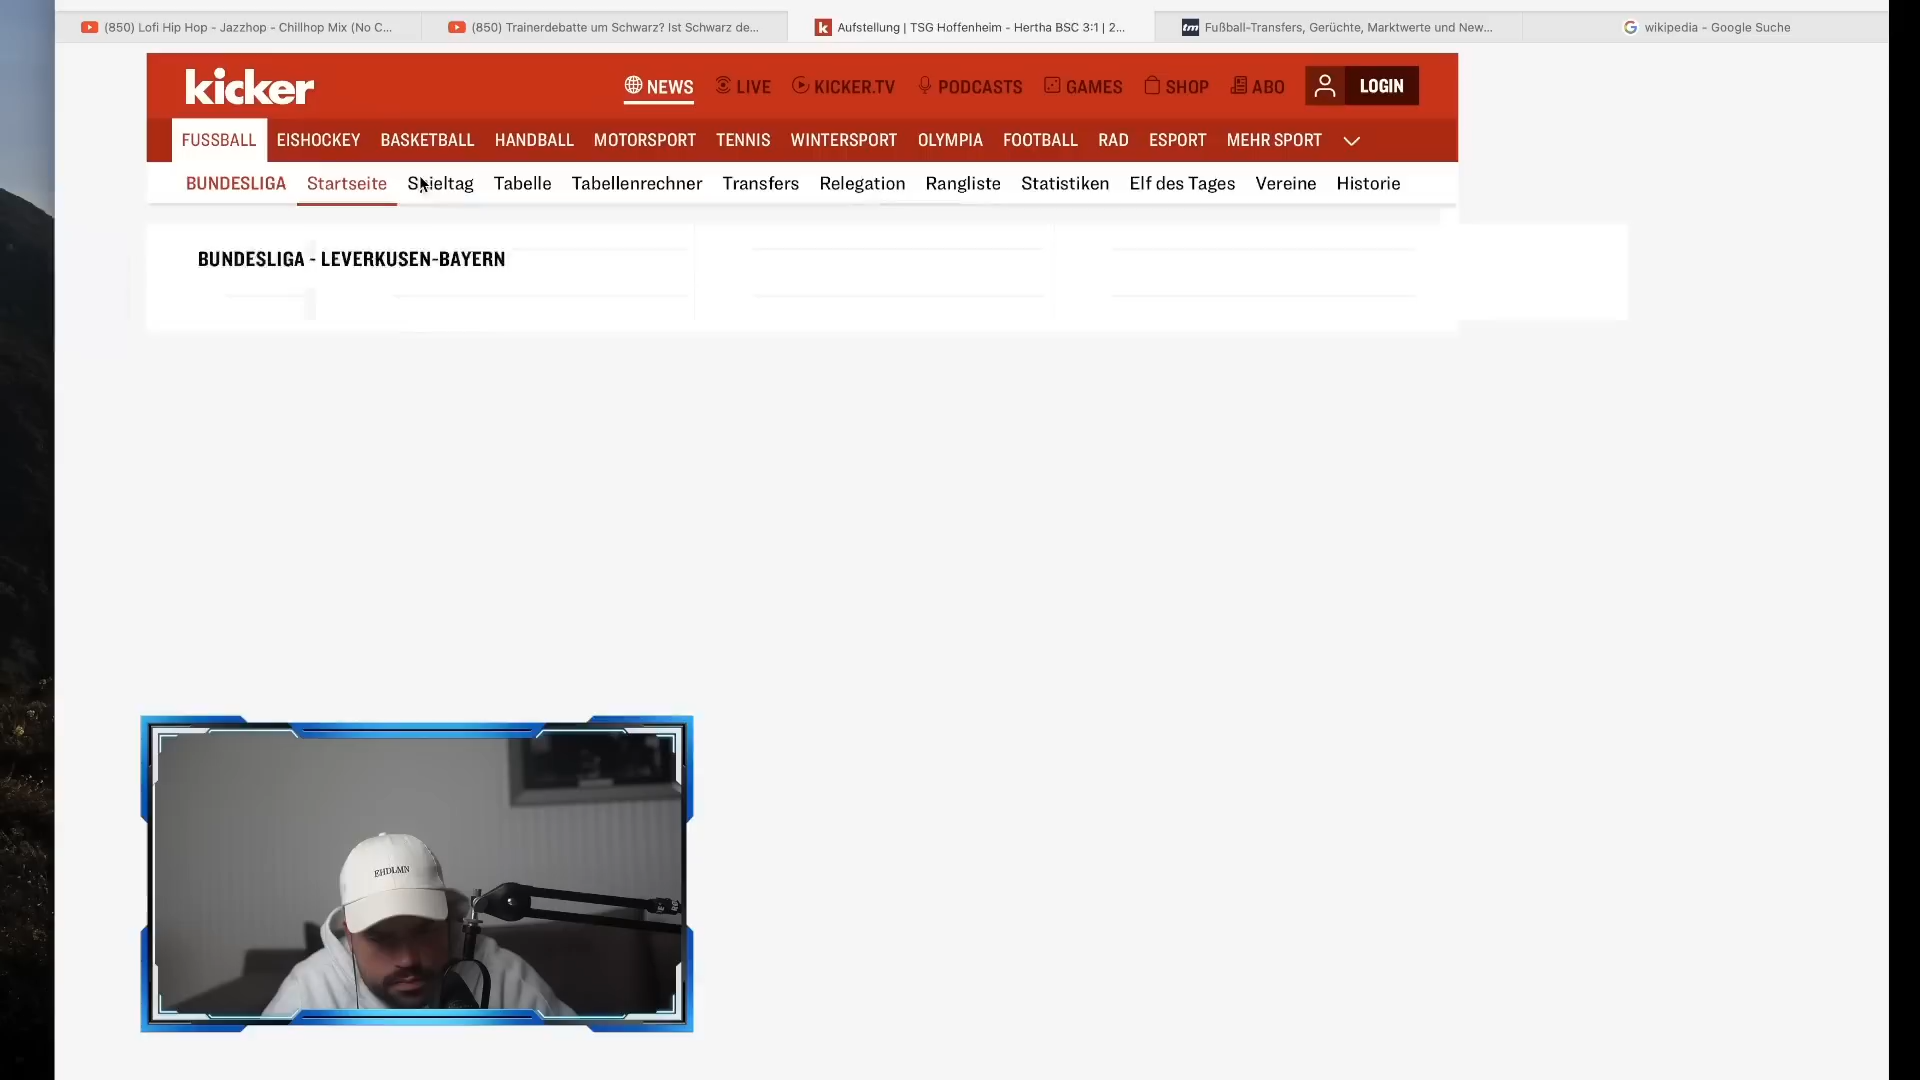 (850) Lofi Hip Hop - Jazzhop - Chillhop Mix (No C...
(850) Trainerdebatte um Schwarz? Ist Schwarz de...
Aufstellung | TSG Hoffenheim - Hertha BSC 3:1 | 2...
Fußball-Transfers, Gerüchte, Marktwerte und New...
wikipedia - Google Suche
kicker
NEWS LIVE KICKER.TV PODCASTS GAMES SHOP ABO LOGIN
FUSSBALL EISHOCKEY BASKETBALL HANDBALL MOTORSPORT TENNIS WINTERSPORT OLYMPIA FOOTBALL RAD ESPORT MEHR SPORT
BUNDESLIGA Startseite Spieltag Tabelle Tabellenrechner Transfers Relegation Rangliste Statistiken Elf des Tages Vereine Historie
BUNDESLIGA - LEVERKUSEN-BAYERN
GHDLMN